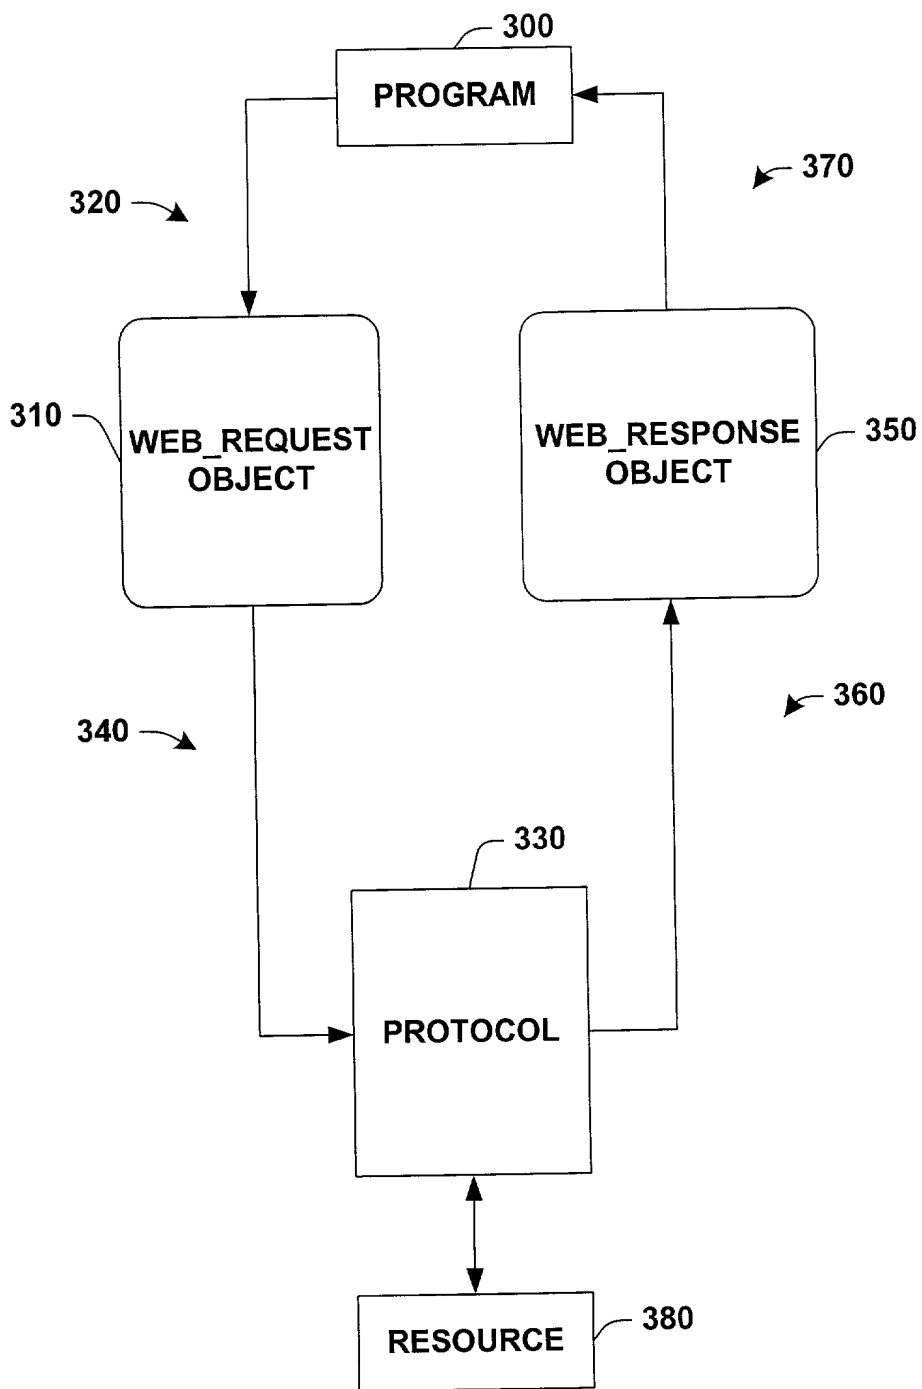 300
PROGRAM
370
320
310
WEB_REQUEST
OBJECT
WEB_RESPONSE
OBJECT
350
340
360
330
PROTOCOL
RESOURCE
380